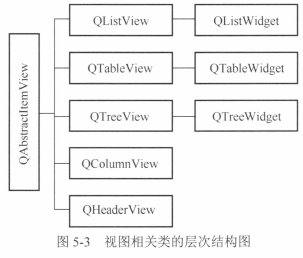 QAbstractItemView
QListView
QListWidget
QTableView
QTableWidget
QTreeView
QTreeWidget
QColumnView
QHeaderView
图 5-3 视图相关类的层次结构图